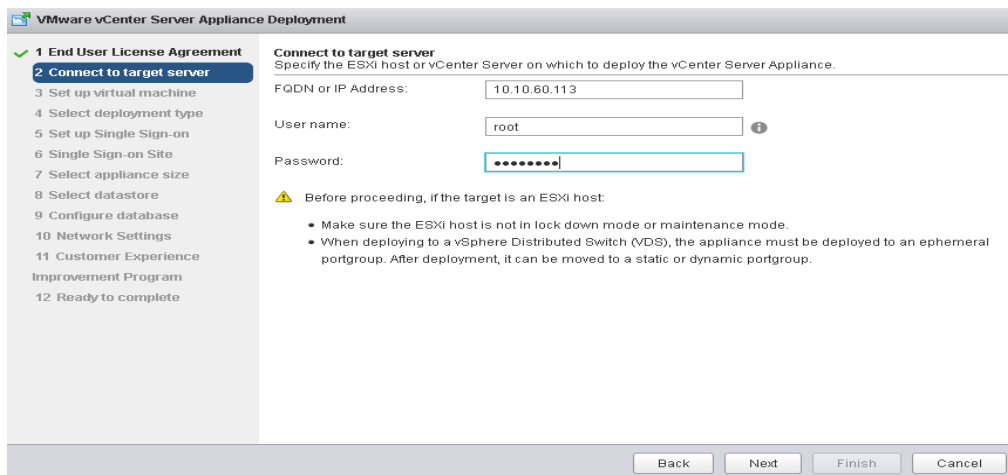 VMware vCenter Server Appliance Deployment
1 End User License Agreement
2 Connect to target server
3 Set up virtual machine
4 Select deployment type
5 Set up Single Sign-on
6 Single Sign-on Site
7 Select appliance size
8 Select datastore
9 Configure database
10 Network Settings
11 Customer Experience
Improvement Program
12 Ready to complete
Connect to target server
Specify the ESXi host or vCenter Server on which to deploy the vCenter Server Appliance.
FQDN or IP Address:
10.10.60.113
User name:
root
Password:
••••••••
Before proceeding, if the target is an ESXi host:
• Make sure the ESXi host is not in lock down mode or maintenance mode.
• When deploying to a vSphere Distributed Switch (VDS), the appliance must be deployed to an ephemeral
portgroup. After deployment, it can be moved to a static or dynamic portgroup.
Back
Next
Finish
Cancel